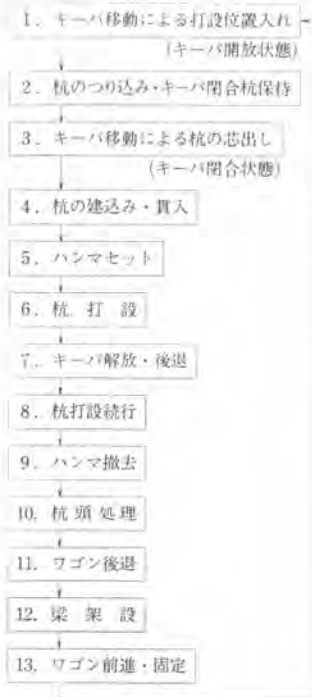 1. キーパ移動による打設位置入れ
(キーパ開放状態)
2. 杭のつり込み・キーパ閉合杭保持
3. キーパ移動による杭の芯出し
(キーパ閉合状態)
4. 杭の建込み・貫入
5. ハンマセット
6. 杭 打 設
7. キーパ解放・後退
8. 杭打設続行
9. ハンマ撤去
10. 杭頭処理
11. ワゴン後退
12. 梁 架 設
13. ワゴン前進・固定